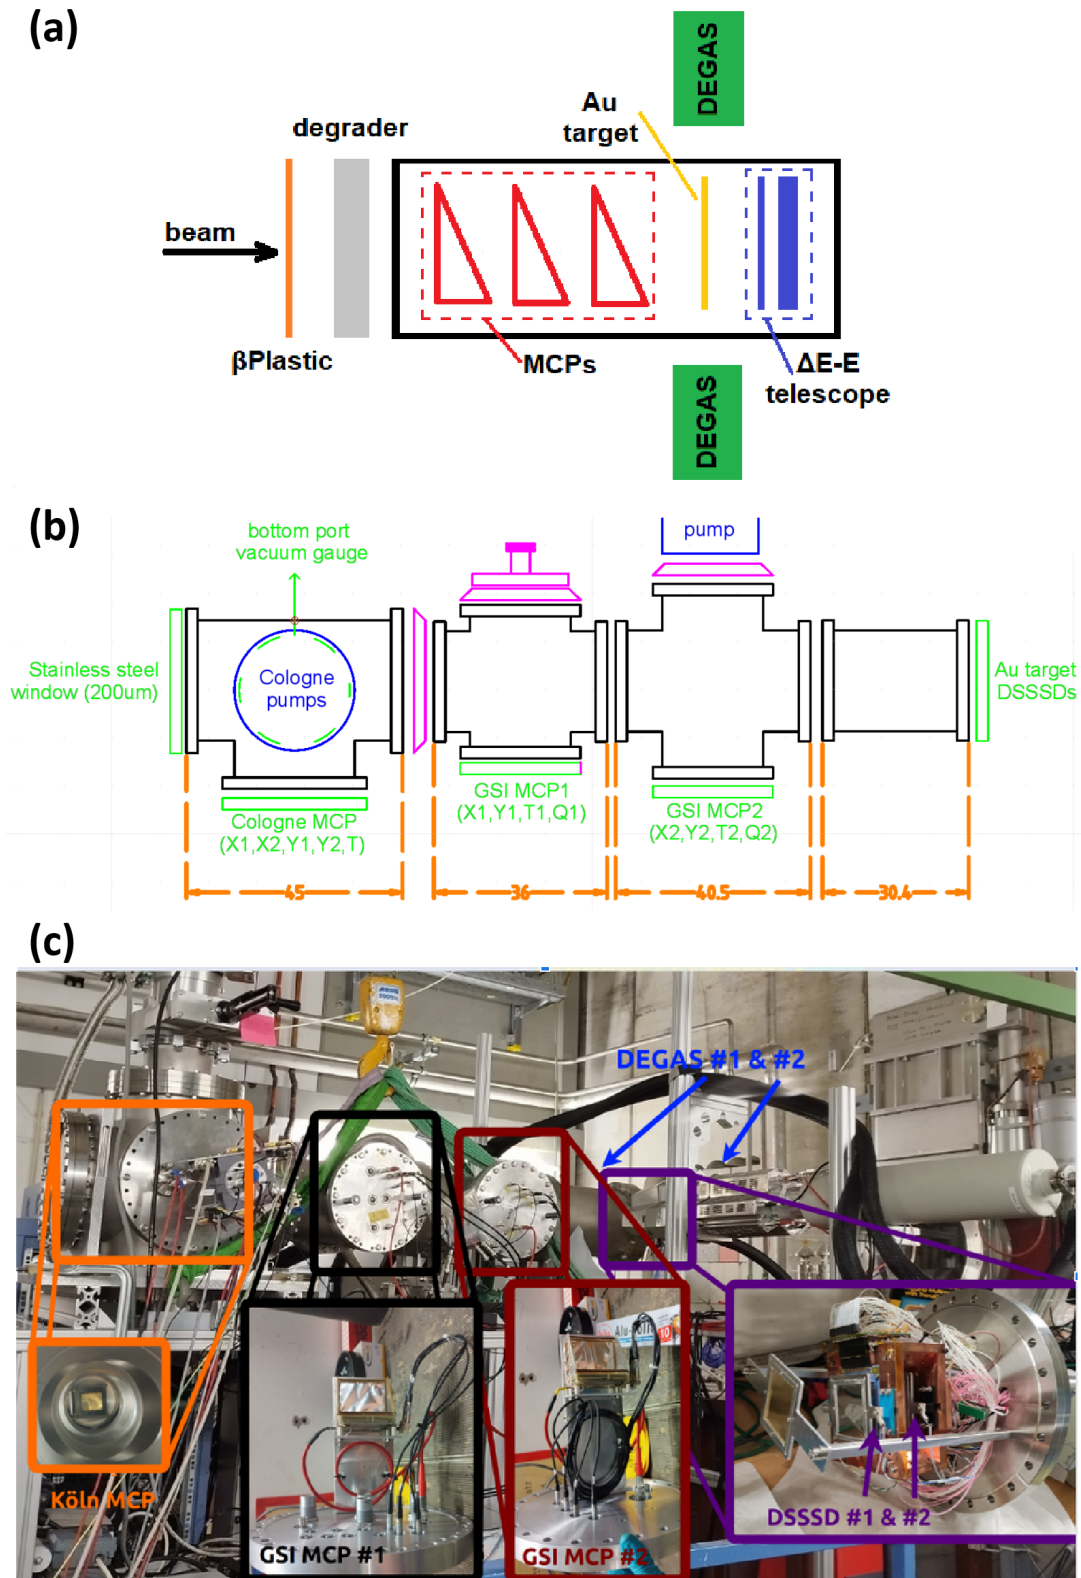 (a)
DEGAS
Au
target
degrader
beam
βPlastic
MCPs
ΔE-E
telescope
DEGAS
(b)
bottom port
vacuum gauge
pump
Stainless steel
window (200um)
Cologne
pumps
Au target
DSSSDs
GSI MCP1
(X1,Y1,T1,Q1)
GSI MCP2
(X2,Y2,T2,Q2)
Cologne MCP
(X1,X2,Y1,Y2,T)
45
36
40.5
30.4
(c)
DEGAS #1 & #2
Köln MCP
GSI MCP #1
GSI MCP #2
DSSSD #1 & #2